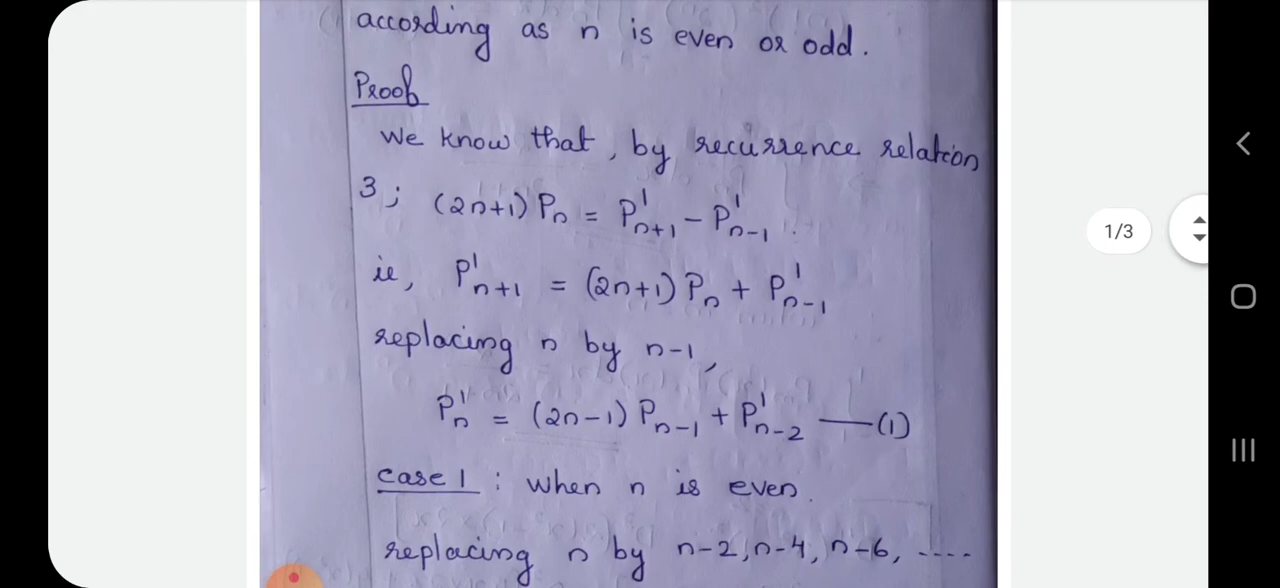 according as n is even or odd.
Proof
We know that, by recurrence relation
3; (2n+1) Pn = P'n+1 - P'n-1.
ie, P'n+1 = (2n+1) Pn + P'n-1
replacing n by n-1,
P'n = (2n-1) Pn-1 + P'n-2 —(1)
case 1 : when n is even.
replacing n by n-2, n-4, n-6, ----
1/3